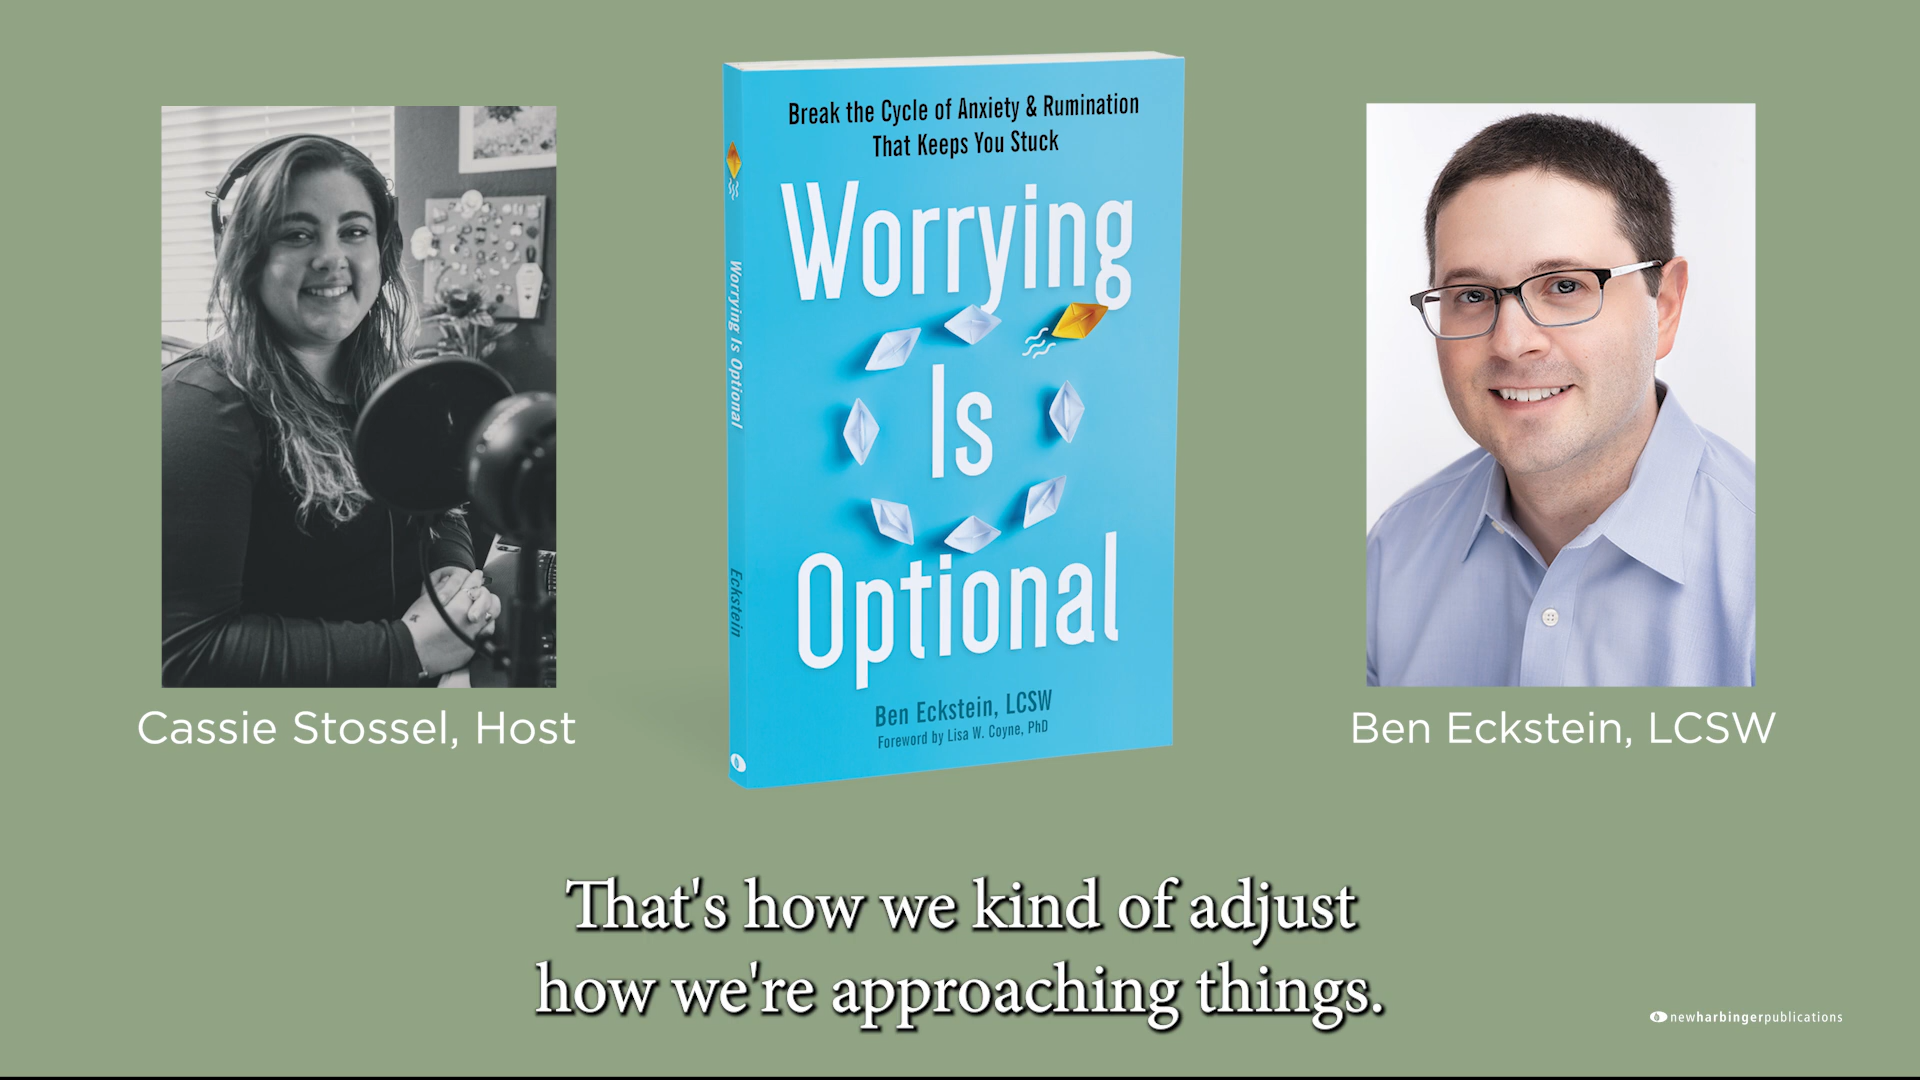 Break the Cycle of Anxiety & Rumination
That Keeps You Stuck
Worrying
Is
Optional
Ben Eckstein, LCSW
Foreword by Lisa W. Coyne, PhD
Worrying Is Optional
Eckstein
Cassie Stossel, Host
Ben Eckstein, LCSW
That's how we kind of adjust
how we're approaching things.
newharbingerpublications